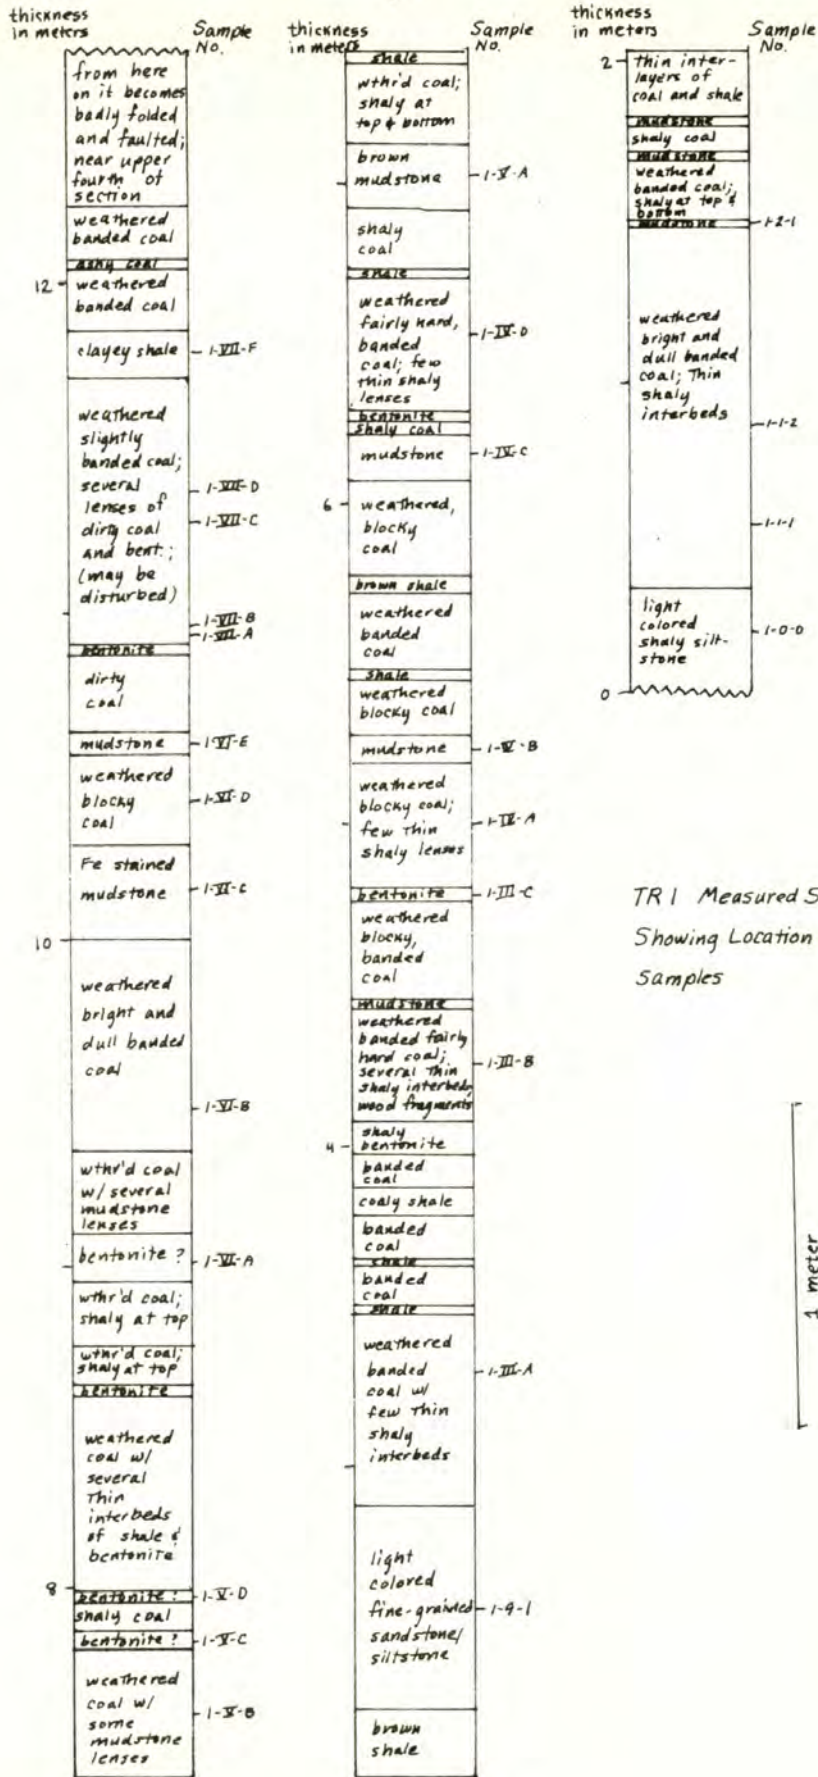 thickness
in meters
Sample
No.
from here
on it becomes
badly folded
and faulted;
near upper
fourth of
section
weathered
banded coal
ashy coal
12
weathered
banded coal
clayey shale
1-VII-F
weathered
slightly
banded coal;
several
lenses of
dirty coal
and bent.;
(may be
disturbed)
1-VII-D
1-VII-C
1-VII-B
1-VII-A
bentonite
dirty
coal
mudstone
1-VI-E
weathered
blocky
coal
1-VI-D
Fe stained
mudstone
1-VI-C
10
weathered
bright and
dull banded
coal
1-VI-B
wthr'd coal
w/ several
mudstone
lenses
bentonite ?
1-VI-A
wthr'd coal;
shaly at top
wthr'd coal;
shaly at top
bentonite
weathered
coal w/
several
thin
interbeds
of shale &
bentonite
8
bentonite ?
1-V-D
shaly coal
bentonite ?
1-V-C
weathered
coal w/
some
mudstone
lenses
1-V-B
thickness
in meters
Sample
No.
shale
wthr'd coal;
shaly at
top & bottom
brown
mudstone
1-V-A
shaly
coal
shale
weathered
fairly hard,
banded
coal; few
thin shaly
lenses
1-IV-D
bentonite
shaly coal
mudstone
1-IV-C
6
weathered,
blocky
coal
brown shale
weathered
banded
coal
shale
weathered
blocky coal
mudstone
1-IV-B
weathered
blocky coal;
few thin
shaly lenses
1-IV-A
bentonite
1-III-C
weathered
blocky,
banded
coal
mudstone
weathered
banded fairly
hard coal;
several thin
shaly interbeds,
wood fragments
1-III-B
4
shaly
bentonite
banded
coal
coaly shale
banded
coal
shale
banded
coal
shale
weathered
banded
coal w/
few thin
shaly
interbeds
1-III-A
light
colored
fine-grained
sandstone/
siltstone
1-9-1
brown
shale
thickness
in meters
Sample
No.
2
thin inter-
layers of
coal and shale
mudstone
shaly coal
mudstone
weathered
banded coal;
shaly at top &
bottom
mudstone
1-2-1
weathered
bright and
dull banded
coal; Thin
shaly
interbeds
1-1-2
1-1-1
light
colored
shaly silt-
stone
1-0-0
0
TR 1 Measured S
Showing Location
Samples
1 meter